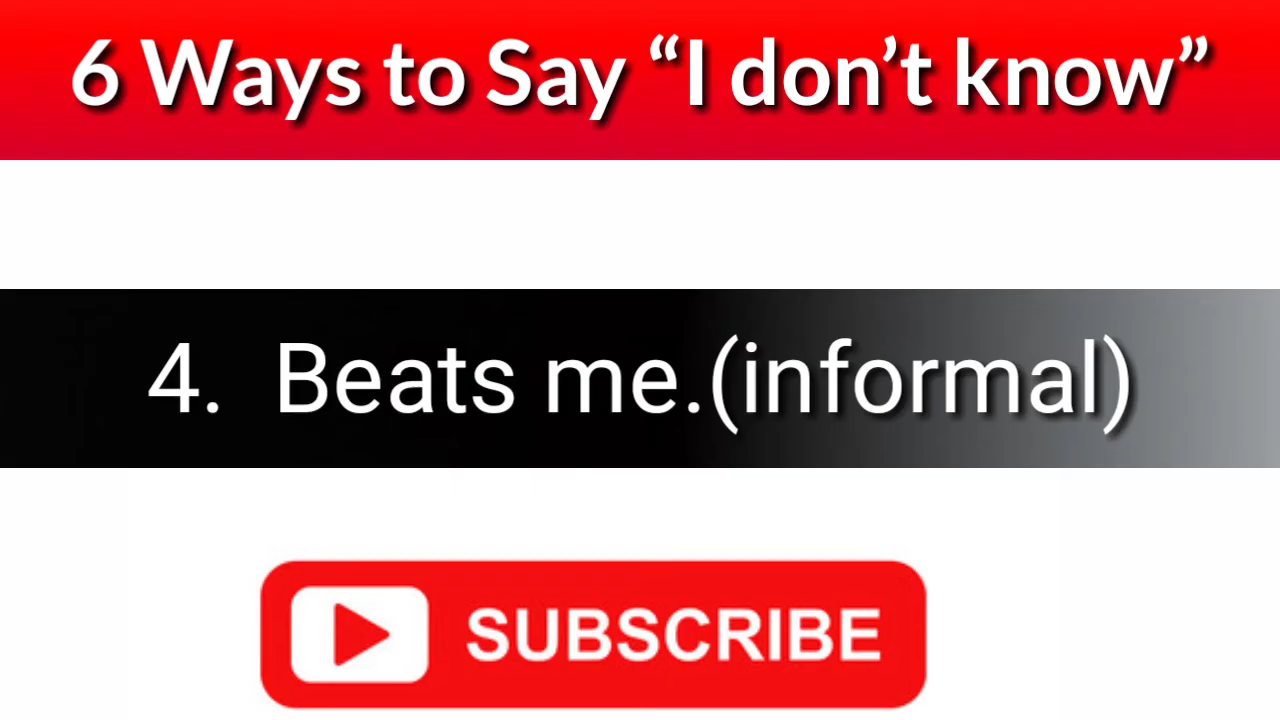 6 Ways to Say “I don’t know”
4. Beats me.(informal)
SUBSCRIBE